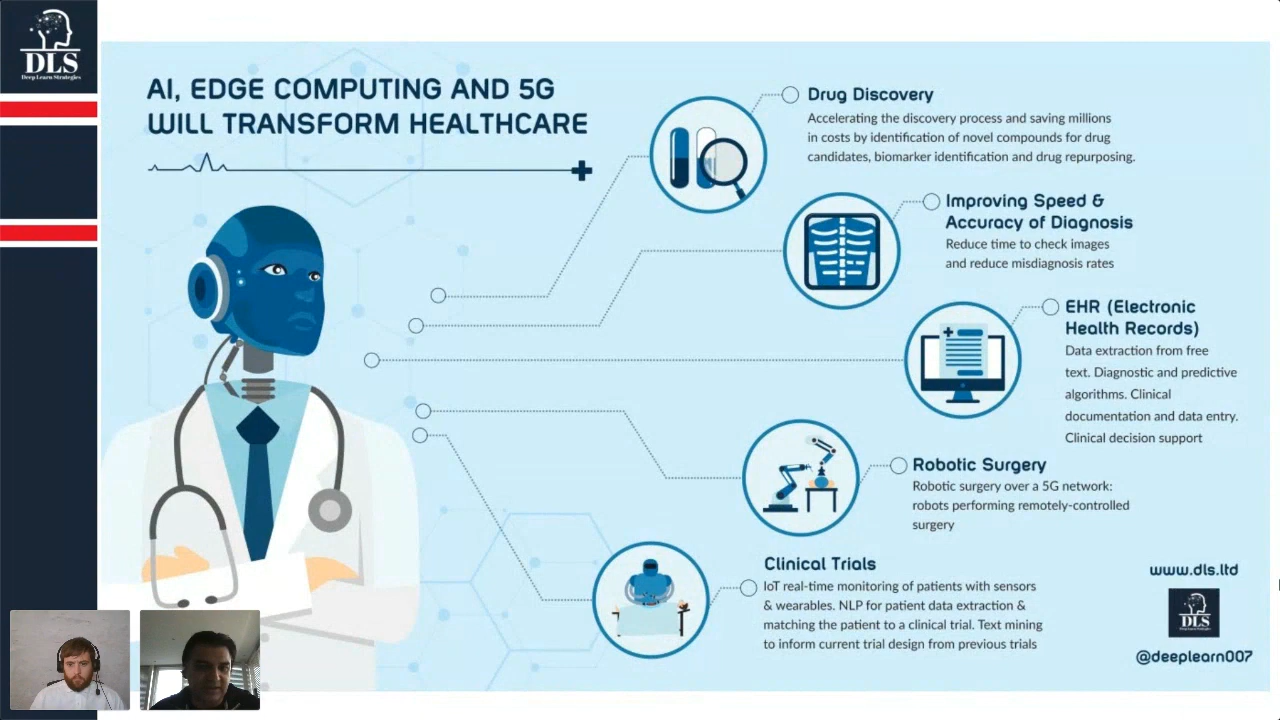 DLS
Deep Learn Strategies
AI, EDGE COMPUTING AND 5G
WILL TRANSFORM HEALTHCARE
Drug Discovery
Accelerating the discovery process and saving millions
in costs by identification of novel compounds for drug
candidates, biomarker identification and drug repurposing.
Improving Speed &
Accuracy of Diagnosis
Reduce time to check images
and reduce misdiagnosis rates
EHR (Electronic
Health Records)
Data extraction from free
text. Diagnostic and predictive
algorithms. Clinical
documentation and data entry.
Clinical decision support
Robotic Surgery
Robotic surgery over a 5G network:
robots performing remotely-controlled
surgery
Clinical Trials
IoT real-time monitoring of patients with sensors
& wearables. NLP for patient data extraction &
matching the patient to a clinical trial. Text mining
to inform current trial design from previous trials
www.dls.ltd
DLS
@deeplearn007